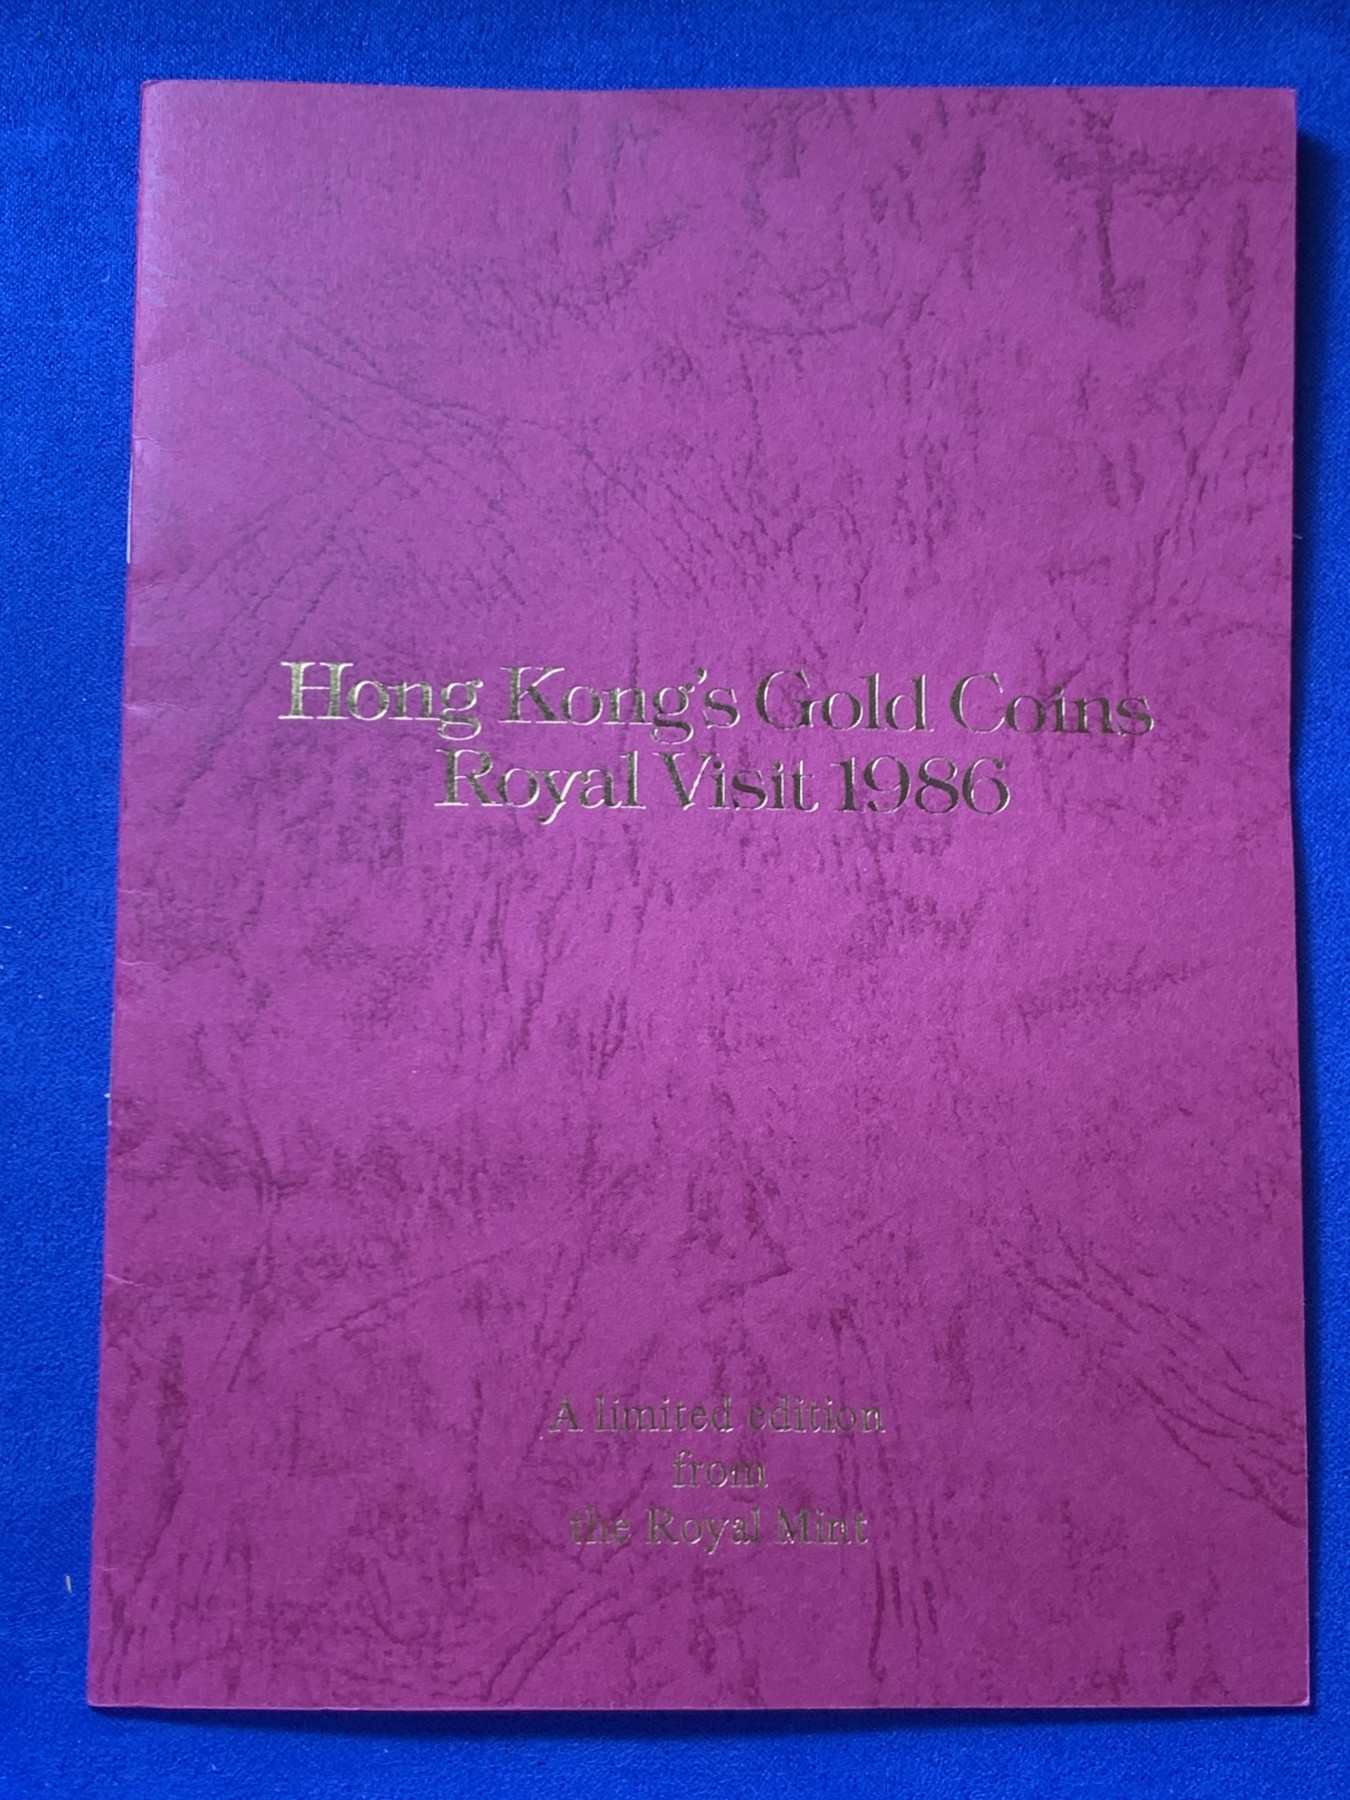 Hong Kong's Gold Coins
Royal Visit 1986
A limited edition
from
the Royal Mint